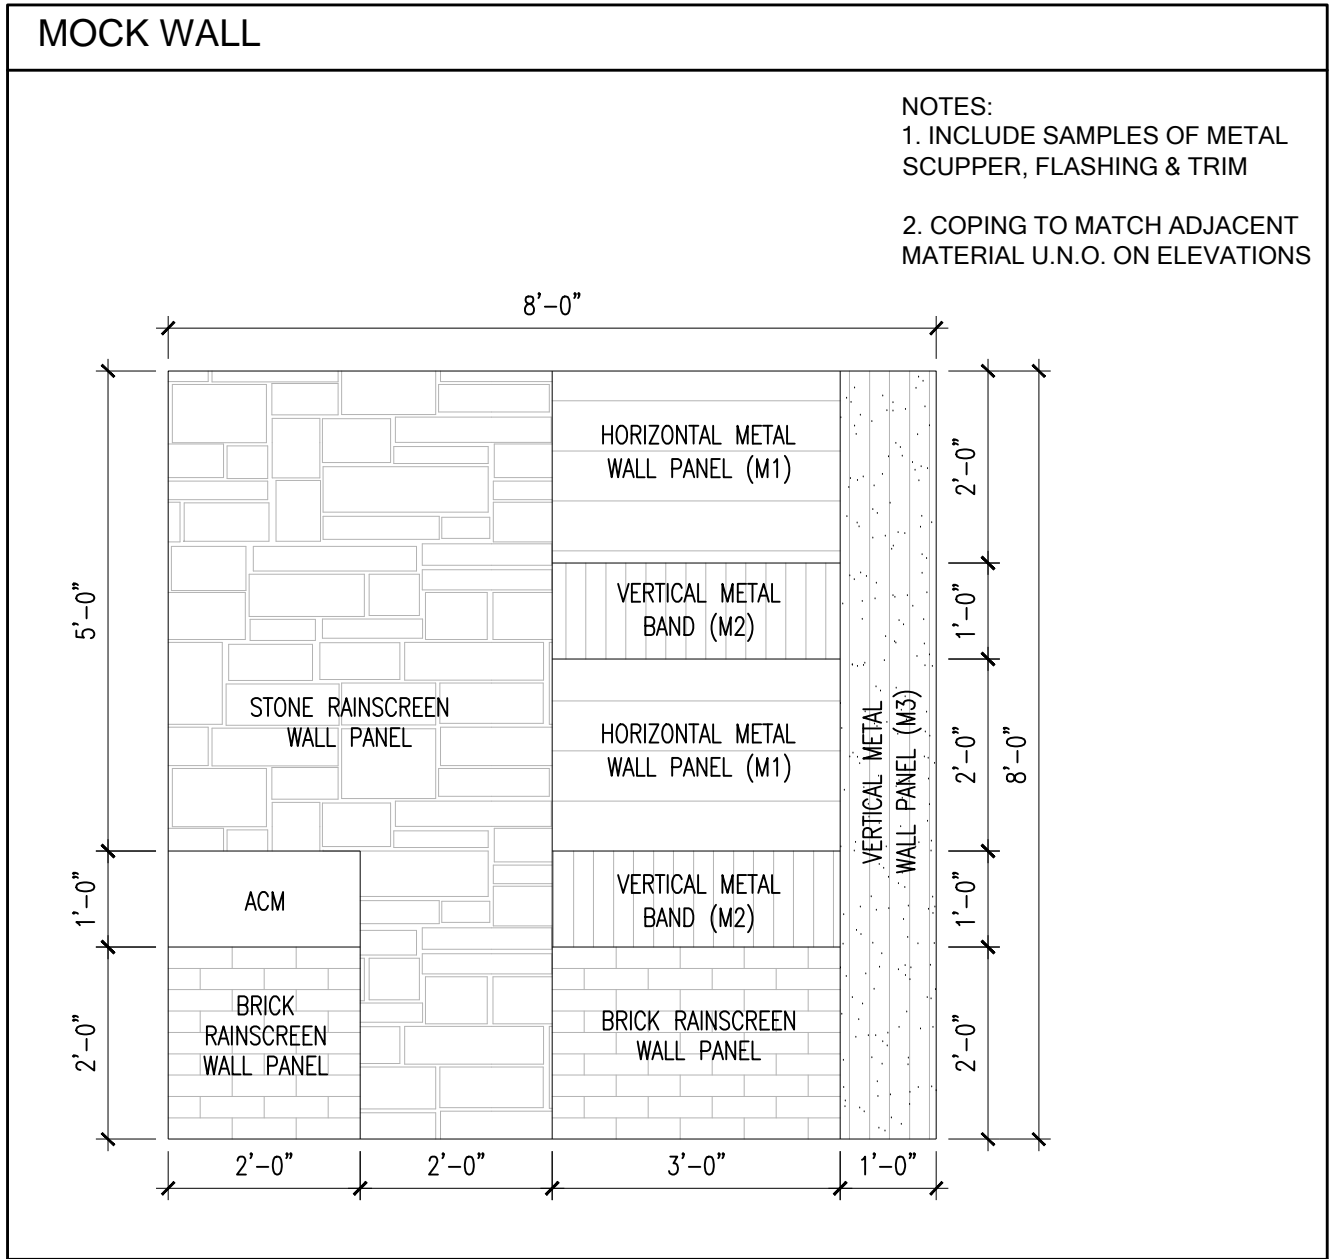 MOCK WALL
NOTES:
1. INCLUDE SAMPLES OF METAL
SCUPPER, FLASHING & TRIM
2. COPING TO MATCH ADJACENT
MATERIAL U.N.O. ON ELEVATIONS
8'-0"
5'-0"
1'-0"
2'-0"
STONE RAINSCREEN
WALL PANEL
ACM
BRICK
RAINSCREEN
WALL PANEL
HORIZONTAL METAL
WALL PANEL (M1)
VERTICAL METAL
BAND (M2)
HORIZONTAL METAL
WALL PANEL (M1)
VERTICAL METAL
BAND (M2)
BRICK RAINSCREEN
WALL PANEL
VERTICAL METAL
WALL PANEL (M3)
2'-0"
1'-0"
2'-0"
1'-0"
2'-0"
8'-0"
2'-0"
2'-0"
3'-0"
1'-0"